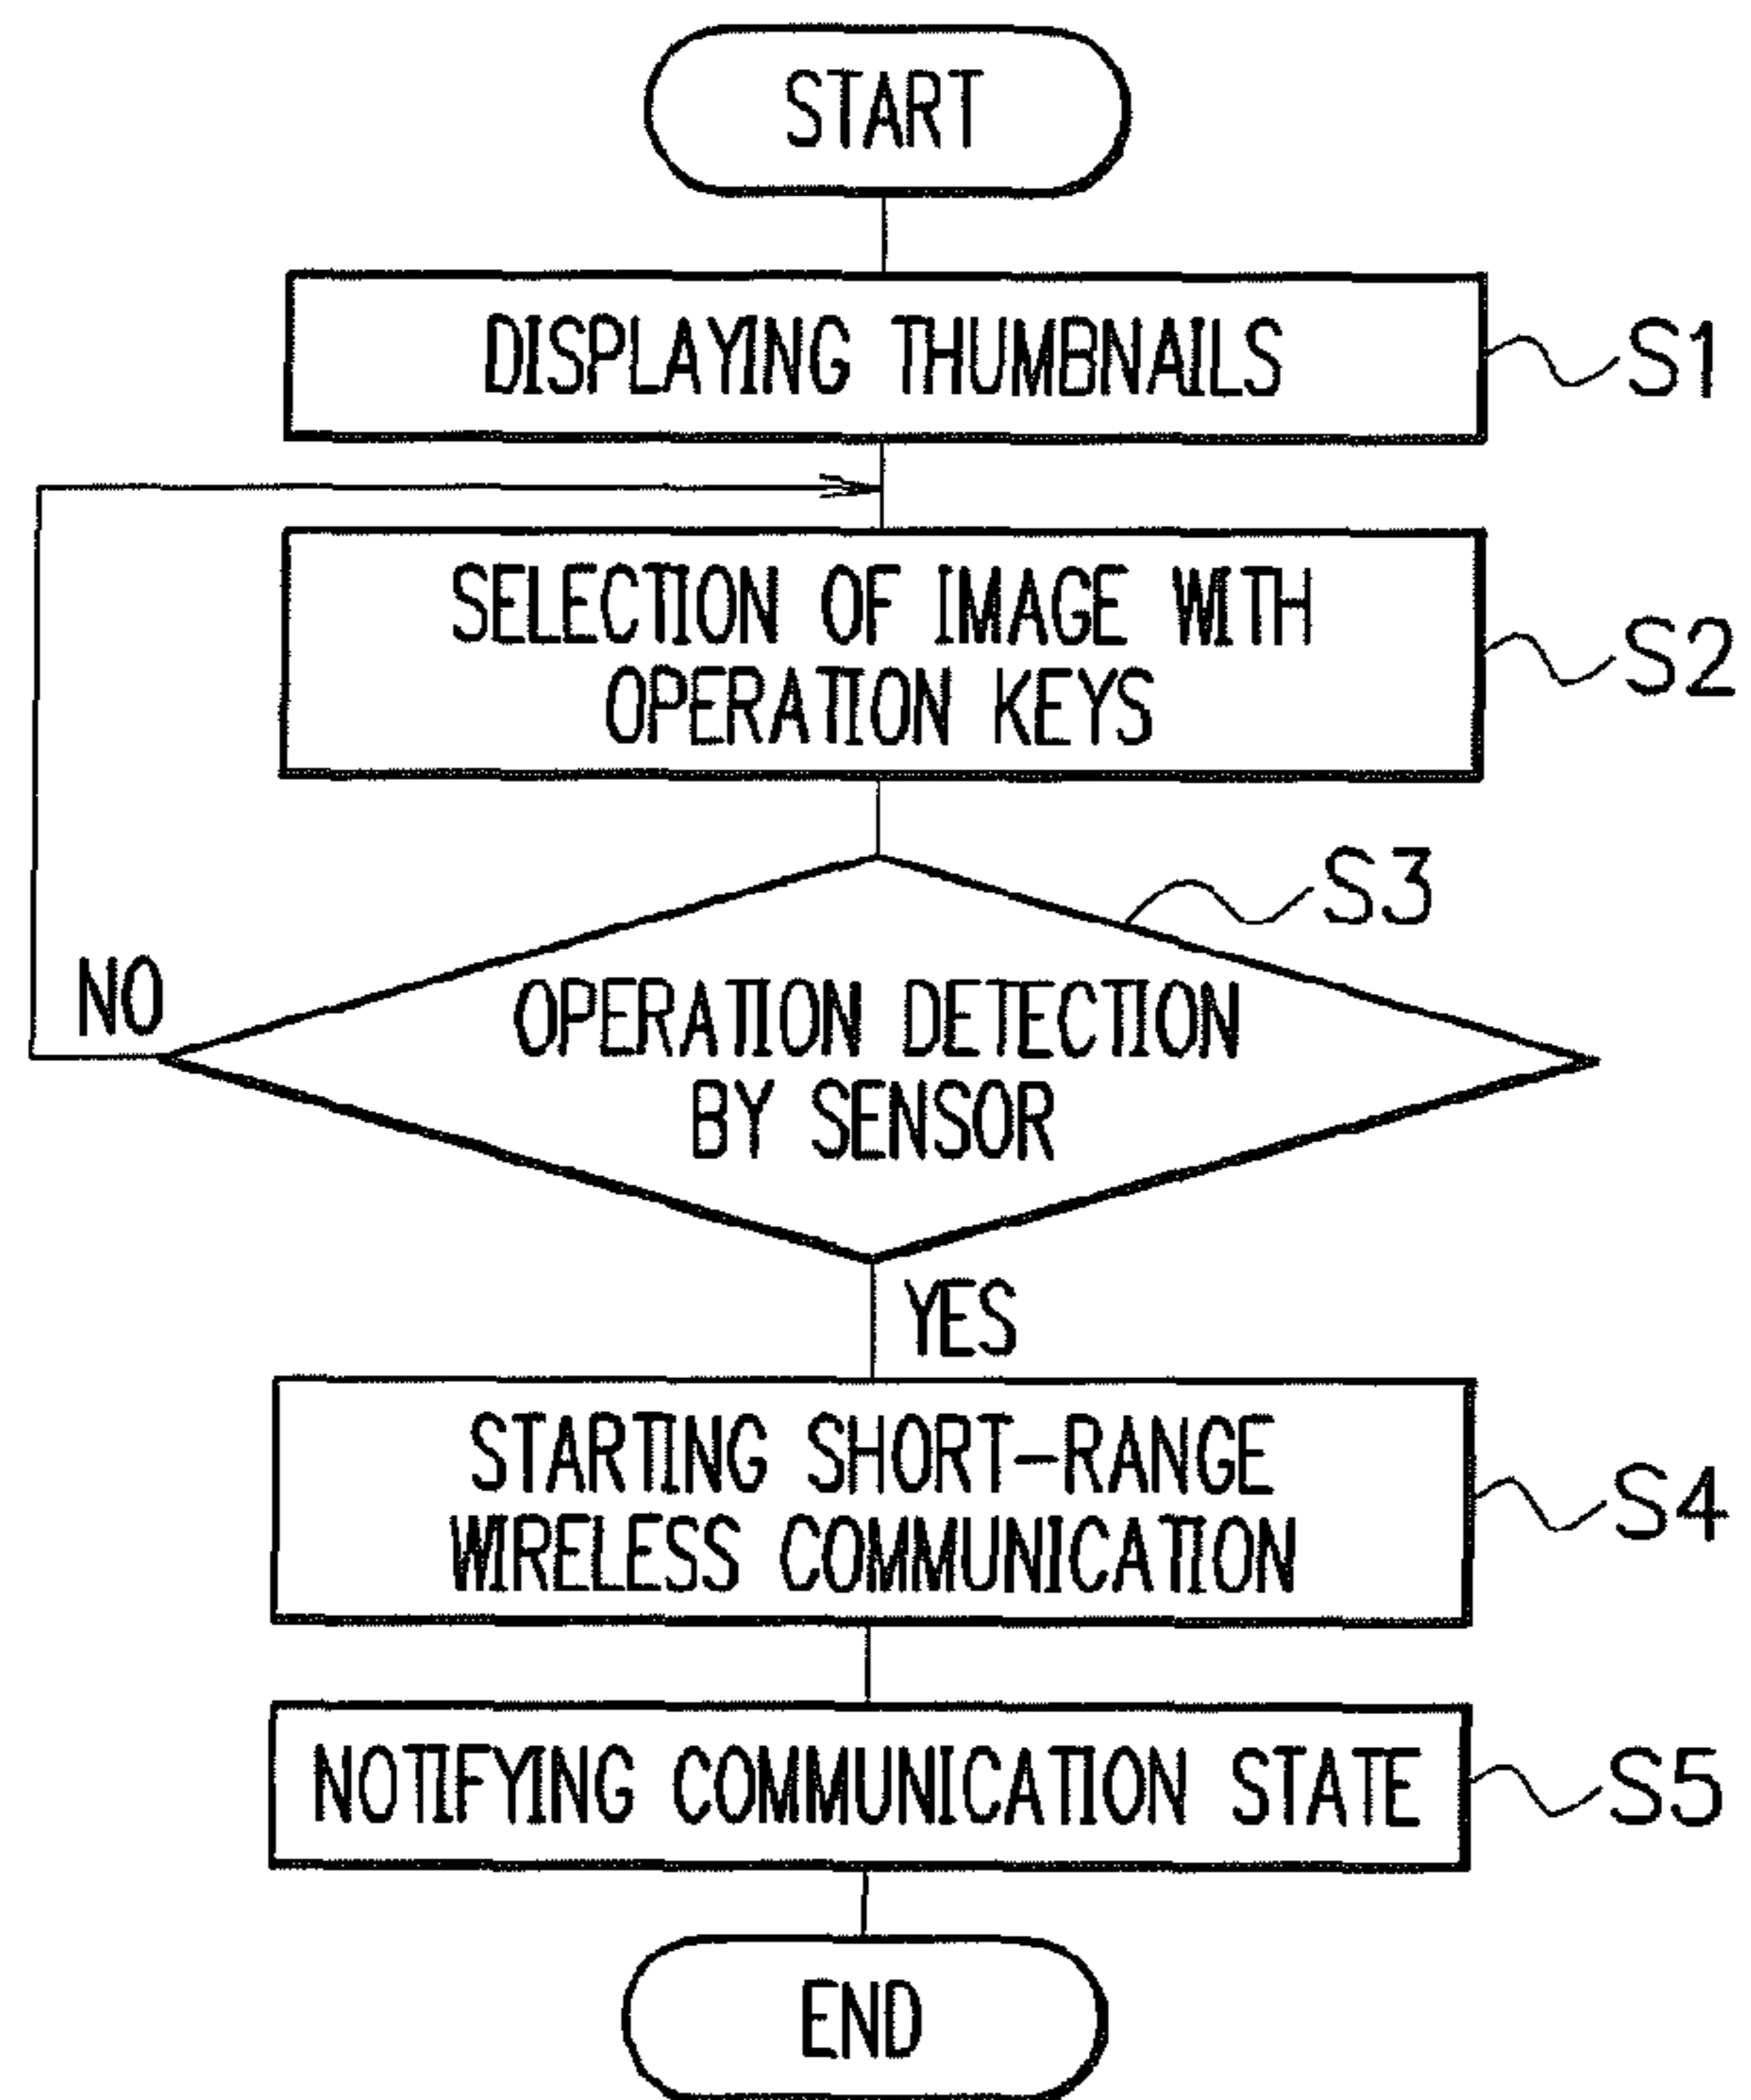 START
DISPLAYING THUMBNAILS
S1
SELECTION OF IMAGE WITH
OPERATION KEYS
S2
S3
NO
OPERATION DETECTION
BY SENSOR
YES
STARTING SHORT-RANGE
WIRELESS COMMUNICATION
S4
NOTIFYING COMMUNICATION STATE
S5
END